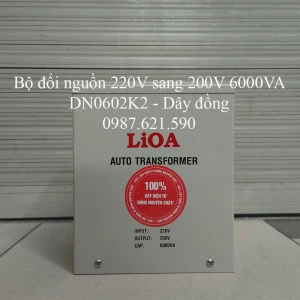 Bộ đổi nguồn 220V sang 200V 6000VA
DN0602K2 - Dây đồng
0987.621.590
LiOA
AUTO TRANSFORMER
100%
DÂY ĐIỆN TỪ
ĐỒNG NGUYÊN CHẤT
INPUT: 220V
OUTPUT: 200V
CAP: